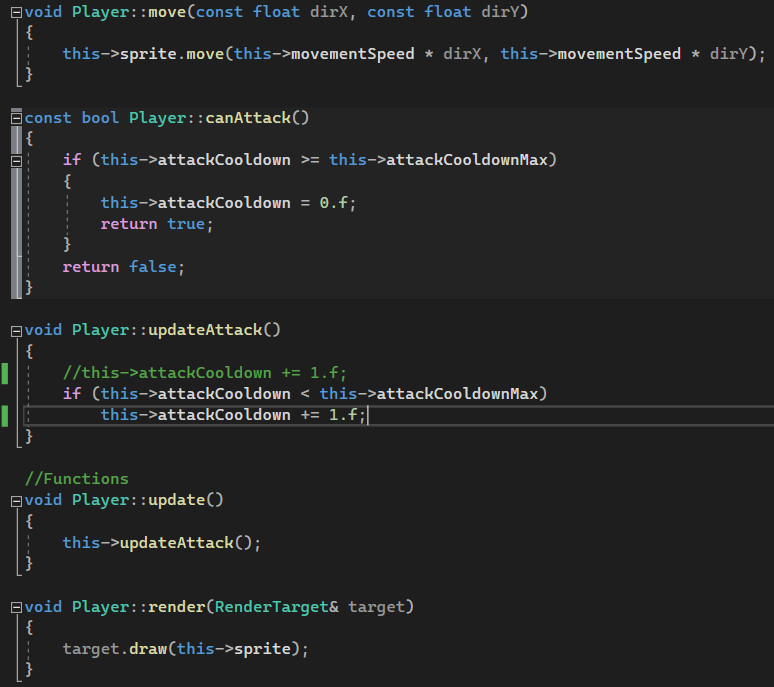 void Player::move(const float dirX, const float dirY)
{
    this->sprite.move(this->movementSpeed * dirX, this->movementSpeed * dirY);
}
const bool Player::canAttack()
{
    if (this->attackCooldown >= this->attackCooldownMax)
    {
        this->attackCooldown = 0.f;
        return true;
    }
    return false;
}
void Player::updateAttack()
{
    //this->attackCooldown += 1.f;
    if (this->attackCooldown < this->attackCooldownMax)
        this->attackCooldown += 1.f;
}
//Functions
void Player::update()
{
    this->updateAttack();
}
void Player::render(RenderTarget& target)
{
    target.draw(this->sprite);
}